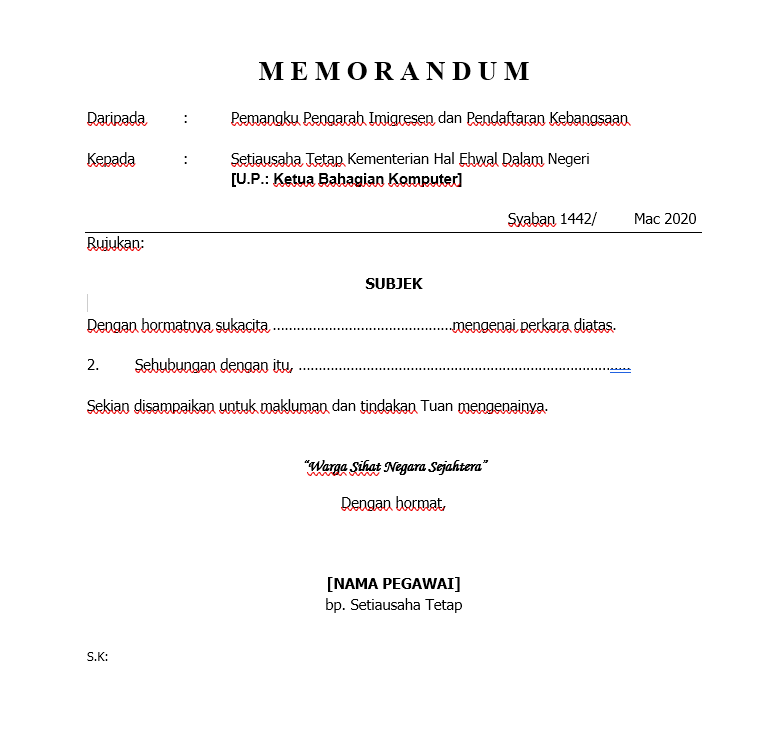 MEMORANDUM
Daripada : Pemangku Pengarah Imigresen dan Pendaftaran Kebangsaan
Kepada : Setiausaha Tetap Kementerian Hal Ehwal Dalam Negeri
[U.P.: Ketua Bahagian Komputer]
Syaban 1442/ Mac 2020
Rujukan:
SUBJEK
Dengan hormatnya sukacita .............................................mengenai perkara diatas.
2. Sehubungan dengan itu, ...................................................................................
Sekian disampaikan untuk makluman dan tindakan Tuan mengenainya.
“Warga Sihat Negara Sejahtera”
Dengan hormat,
[NAMA PEGAWAI]
bp. Setiausaha Tetap
S.K: